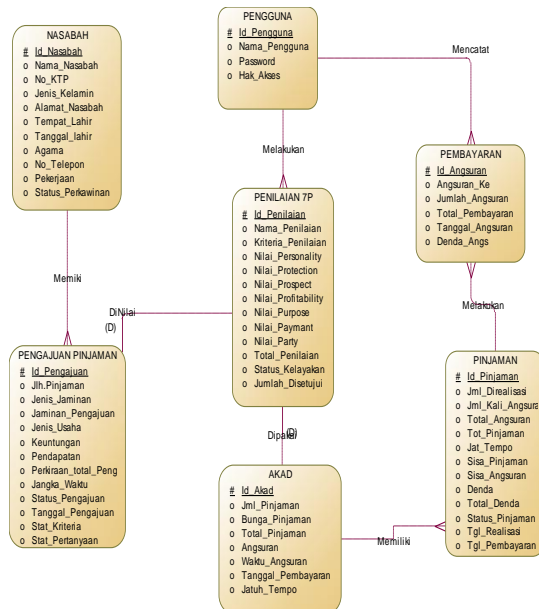 NASABAH
# Id_Nasabah
o Nama_Nasabah
o No_KTP
o Jenis_Kelamin
o Alamat_Nasabah
o Tempat_Lahir
o Tanggal_lahir
o Agama
o No_Telepon
o Pekerjaan
o Status_Perkawinan
PENGGUNA
# Id_Pengguna
o Nama_Pengguna
o Password
o Hak_Akses
Mencatat
Melakukan
PEMBAYARAN
# Id_Angsuran
o Angsuran_Ke
o Jumlah_Angsuran
o Total_Pembayaran
o Tanggal_Angsuran
o Denda_Angs
PENILAIAN 7P
# Id_Penilaian
o Nama_Penilaian
o Kriteria_Penilaian
o Nilai_Personality
o Nilai_Protection
o Nilai_Prospect
o Nilai_Profitability
o Nilai_Purpose
o Nilai_Paymant
o Nilai_Party
o Total_Penilaian
o Status_Kelayakan
o Jumlah_Disetujui
Memiki
DiNilai
(D)
Melakukan
PENGAJUAN PINJAMAN
# Id_Pengajuan
o Jlh.Pinjaman
o Jenis_Jaminan
o Jaminan_Pengajuan
o Jenis_Usaha
o Keuntungan
o Pendapatan
o Perkiraan_total_Peng
o Jangka_Waktu
o Status_Pengajuan
o Tanggal_Pengajuan
o Stat_Kriteria
o Stat_Pertanyaan
PINJAMAN
# Id_Pinjaman
o Jml_Direalisasi
o Jml_Kali_Angsura
o Total_Angsuran
o Tot_Pinjaman
o Jat_Tempo
o Sisa_Pinjaman
o Sisa_Angsuran
o Denda
o Total_Denda
o Status_Pinjaman
o Tgl_Realisasi
o Tgl_Pembayaran
Dipakai
(D)
AKAD
# Id_Akad
o Jml_Pinjaman
o Bunga_Pinjaman
o Total_Pinjaman
o Angsuran
o Waktu_Angsuran
o Tanggal_Pembayaran
o Jatuh_Tempo
Memiliki